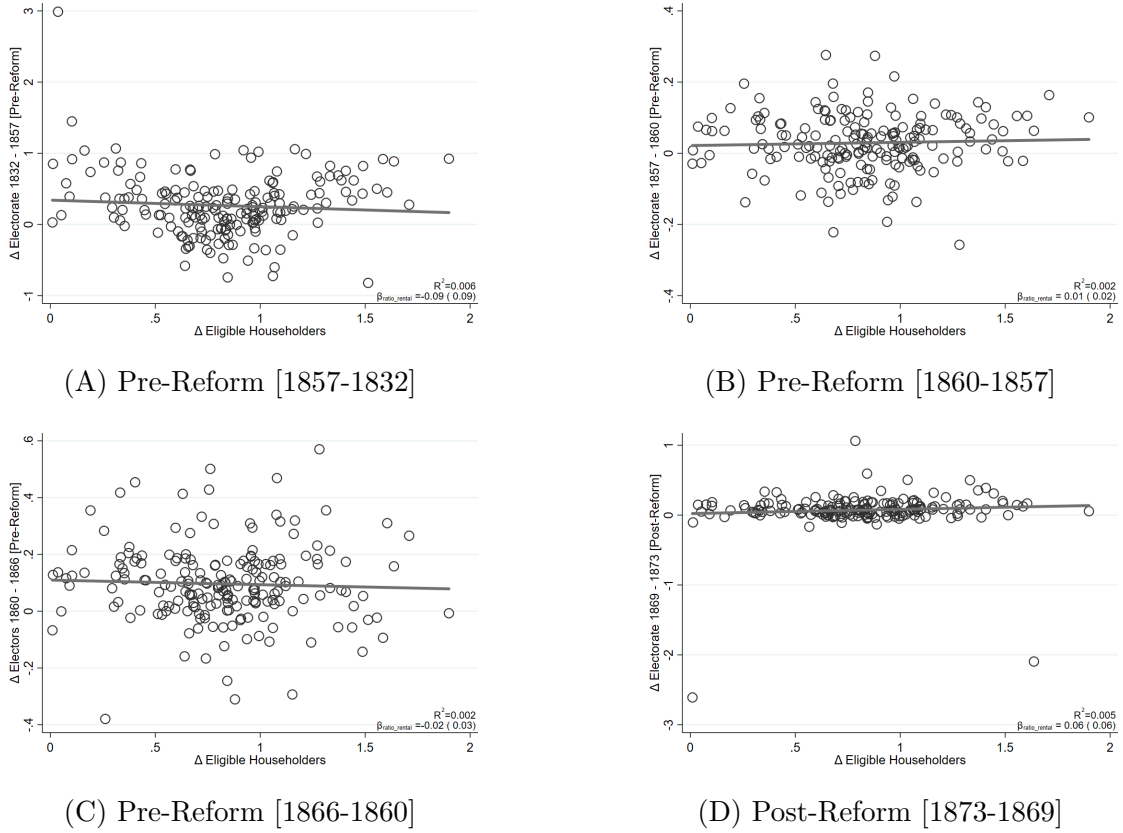 Δ Electorate 1832 - 1857 [Pre-Reform]
3
2
1
0
-1
0
.5
1
1.5
2
Δ Eligible Householders
R²=0.006
β_ratio_rental =-0.09 ( 0.09)
(A) Pre-Reform [1857-1832]
Δ Electorate 1857 - 1860 [Pre-Reform]
.4
.2
0
-.2
-.4
0
.5
1
1.5
2
Δ Eligible Householders
R²=0.002
β_ratio_rental = 0.01 ( 0.02)
(B) Pre-Reform [1860-1857]
Δ Electors 1860 - 1866 [Pre-Reform]
.6
.4
.2
0
-.2
-.4
0
.5
1
1.5
2
Δ Eligible Householders
R²=0.002
β_ratio_rental =-0.02 ( 0.03)
(C) Pre-Reform [1866-1860]
Δ Electorate 1869 - 1873 [Post-Reform]
1
0
-1
-2
-3
0
.5
1
1.5
2
Δ Eligible Householders
R²=0.005
β_ratio_rental = 0.06 ( 0.06)
(D) Post-Reform [1873-1869]